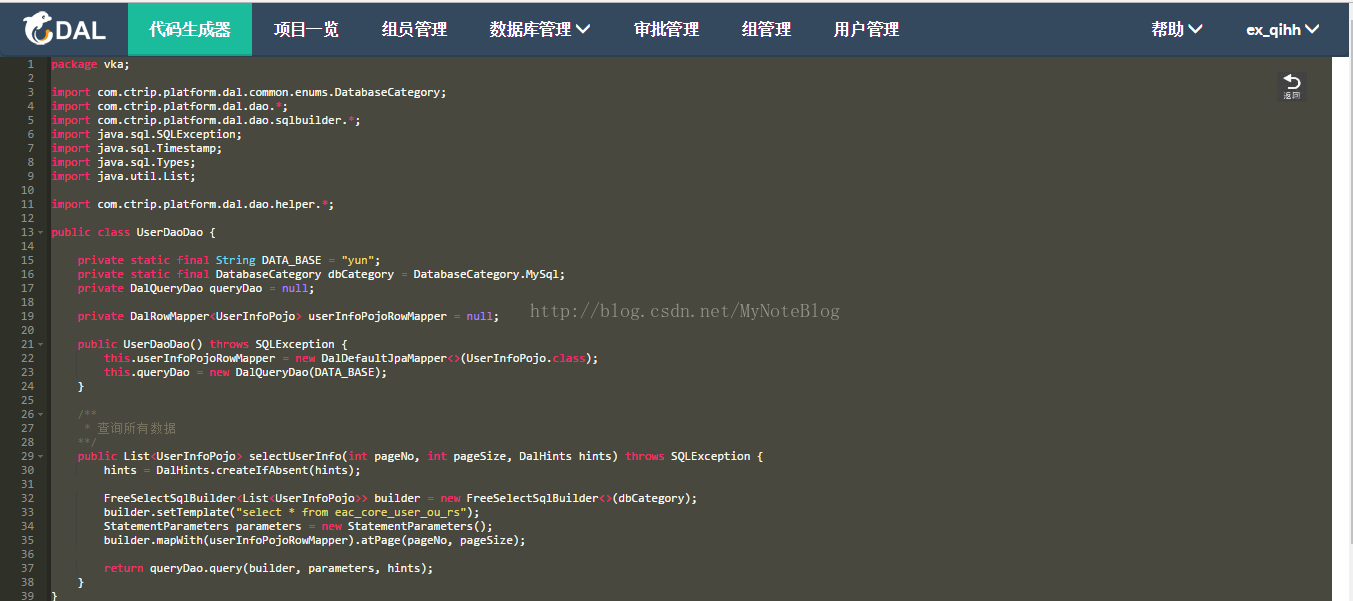 DAL 代码生成器 项目一览 组员管理 数据库管理 审批管理 组管理 用户管理 帮助 ex_qihh
返回
1 package vka;
2
3 import com.ctrip.platform.dal.common.enums.DatabaseCategory;
4 import com.ctrip.platform.dal.dao.*;
5 import com.ctrip.platform.dal.dao.sqlbuilder.*;
6 import java.sql.SQLException;
7 import java.sql.Timestamp;
8 import java.sql.Types;
9 import java.util.List;
10
11 import com.ctrip.platform.dal.dao.helper.*;
12
13 public class UserDaoDao {
14
15 private static final String DATA_BASE = "yun";
16 private static final DatabaseCategory dbCategory = DatabaseCategory.MySql;
17 private DalQueryDao queryDao = null;
18
http://blog.csdn.net/MyNoteBlog
19 private DalRowMapper<UserInfoPojo> userInfoPojoRowMapper = null;
20
21 public UserDaoDao() throws SQLException {
22 this.userInfoPojoRowMapper = new DalDefaultJpaMapper<>(UserInfoPojo.class);
23 this.queryDao = new DalQueryDao(DATA_BASE);
24 }
25
26 /**
27 * 查询所有数据
28 **/
29 public List<UserInfoPojo> selectUserInfo(int pageNo, int pageSize, DalHints hints) throws SQLException {
30 hints = DalHints.createIfAbsent(hints);
31
32 FreeSelectSqlBuilder<List<UserInfoPojo>> builder = new FreeSelectSqlBuilder<>(dbCategory);
33 builder.setTemplate("select * from eac_core_user_ou_rs");
34 StatementParameters parameters = new StatementParameters();
35 builder.mapWith(userInfoPojoRowMapper).atPage(pageNo, pageSize);
36
37 return queryDao.query(builder, parameters, hints);
38 }
39 }